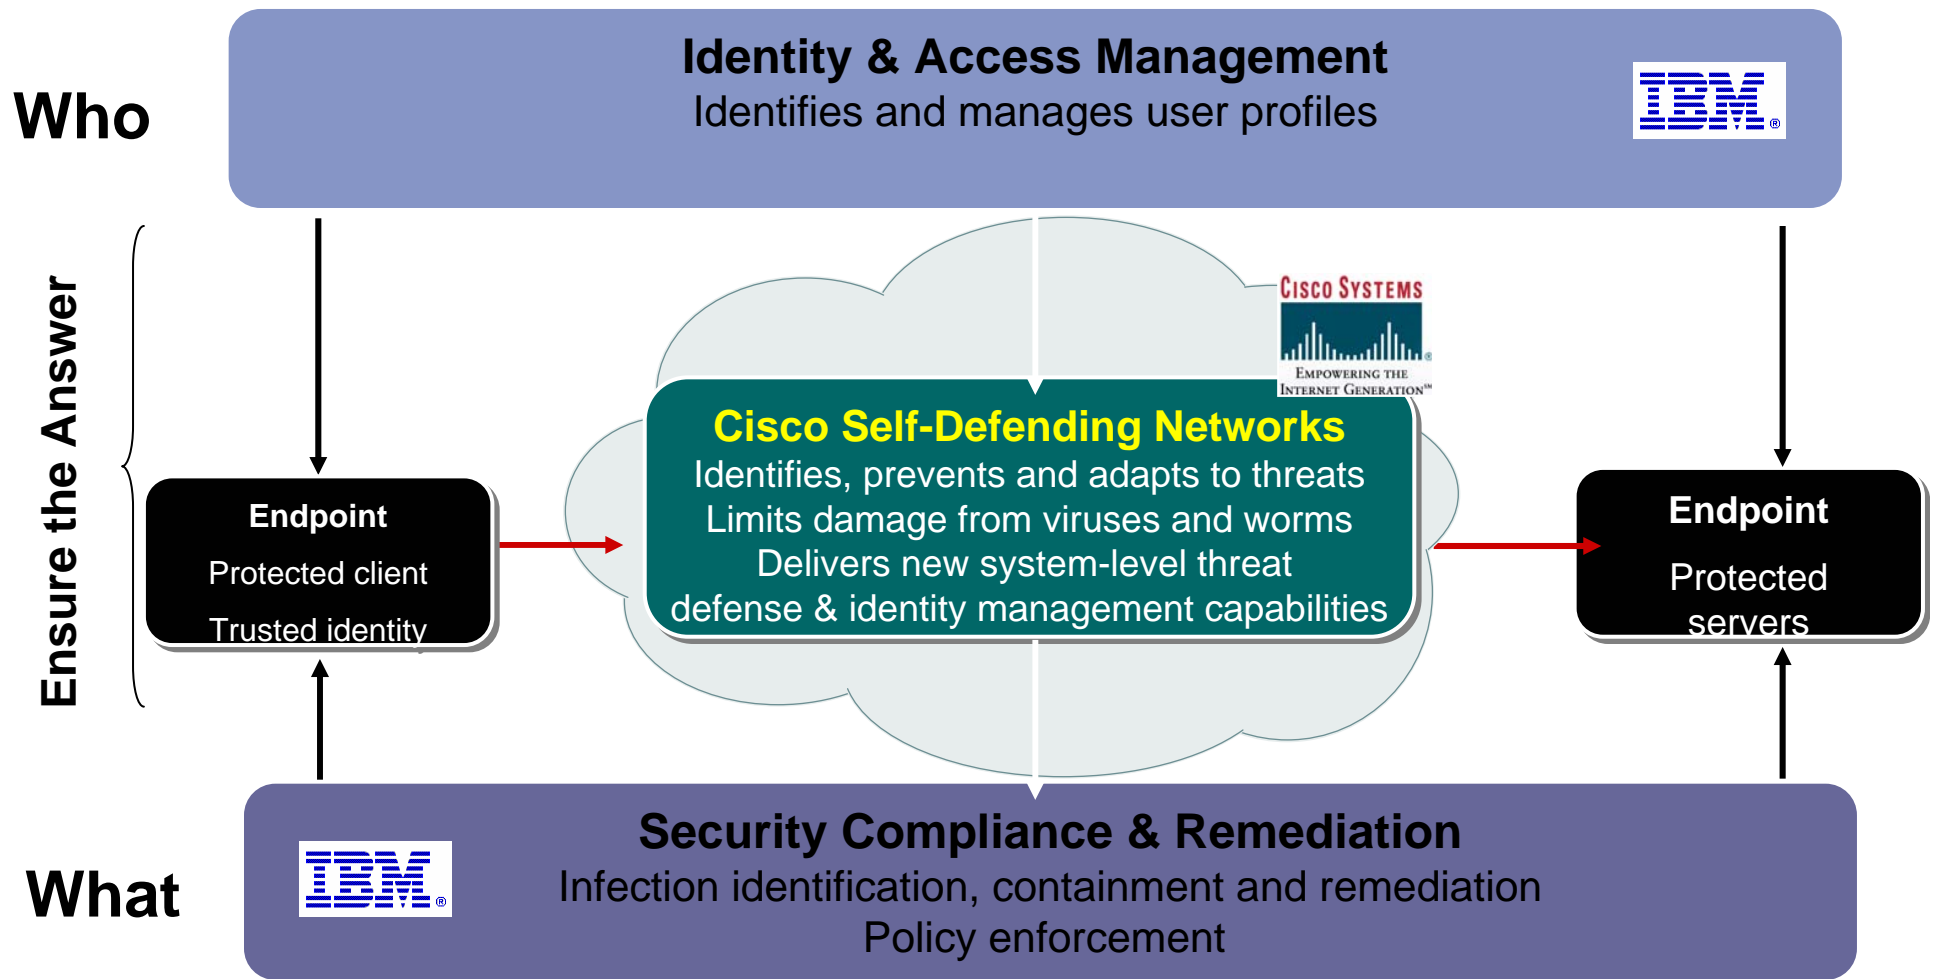 Identity & Access Management
Identifies and manages user profiles
IBM®
Who
Ensure the Answer
CISCO SYSTEMS
®
EMPOWERING THE
INTERNET GENERATION℠
Cisco Self-Defending Networks
Identifies, prevents and adapts to threats
Limits damage from viruses and worms
Delivers new system-level threat
defense & identity management capabilities
Endpoint
Protected client
Trusted identity
Endpoint
Protected
servers
What
IBM®
Security Compliance & Remediation
Infection identification, containment and remediation
Policy enforcement